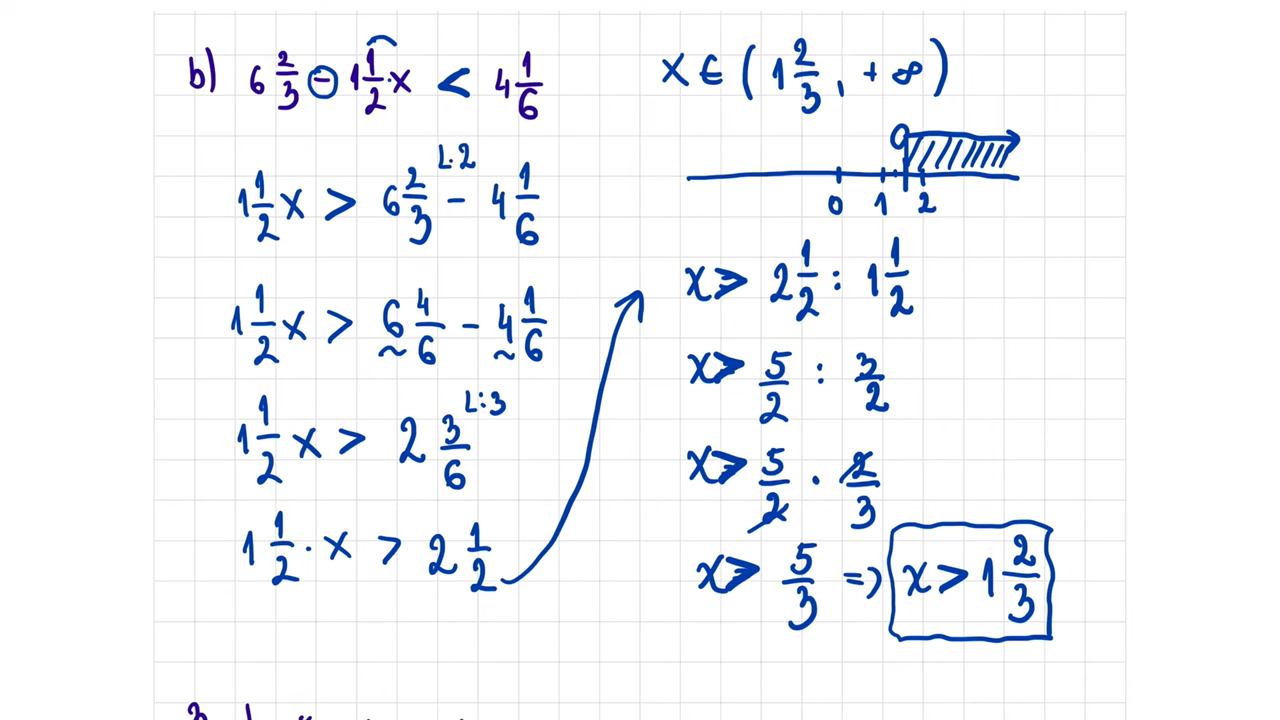 b) 6 2/3 - 1 1/2 · x < 4 1/6
1 1/2 x > 6 2/3 L·2 - 4 1/6
1 1/2 x > 6 4/6 - 4 1/6
1 1/2 x > 2 3/6 L:3
1 1/2 · x > 2 1/2
x ∈ (1 2/3, +∞)
0 1 2
x > 2 1/2 : 1 1/2
x > 5/2 : 3/2
x > 5/2 · 2/3
x > 5/3 => x > 1 2/3